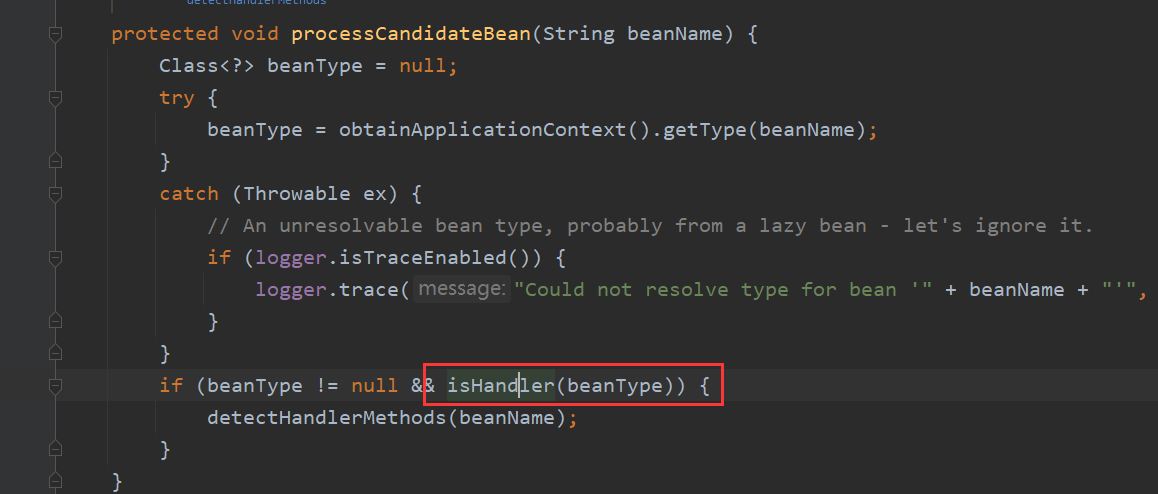 detectHandlerMethods
protected void processCandidateBean(String beanName) {
Class<?> beanType = null;
try {
beanType = obtainApplicationContext().getType(beanName);
}
catch (Throwable ex) {
// An unresolvable bean type, probably from a lazy bean - let's ignore it.
if (logger.isTraceEnabled()) {
logger.trace( message: "Could not resolve type for bean '" + beanName + "'",
}
}
if (beanType != null && isHandler(beanType)) {
detectHandlerMethods(beanName);
}
}